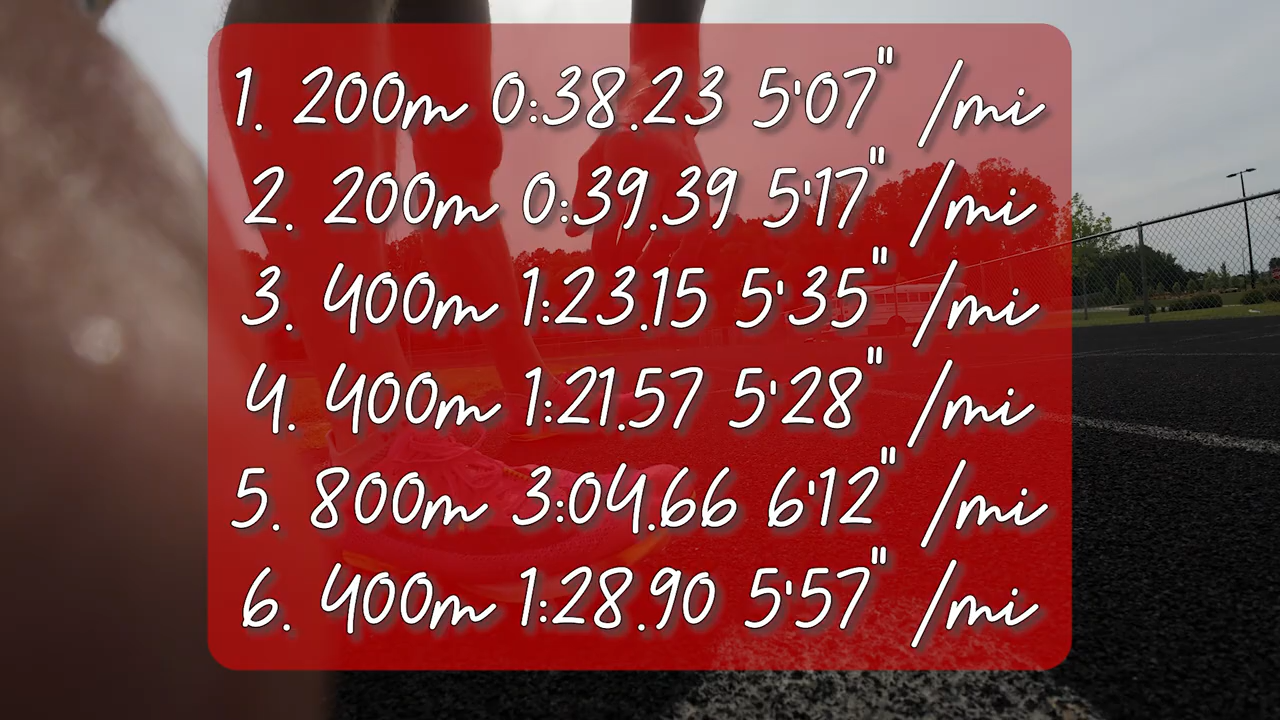 1. 200m 0:38.23 5'07" /mi
2. 200m 0:39.39 5'17" /mi
3. 400m 1:23.15 5'35" /mi
4. 400m 1:21.57 5'28" /mi
5. 800m 3:04.66 6'12" /mi
6. 400m 1:28.90 5'57" /mi